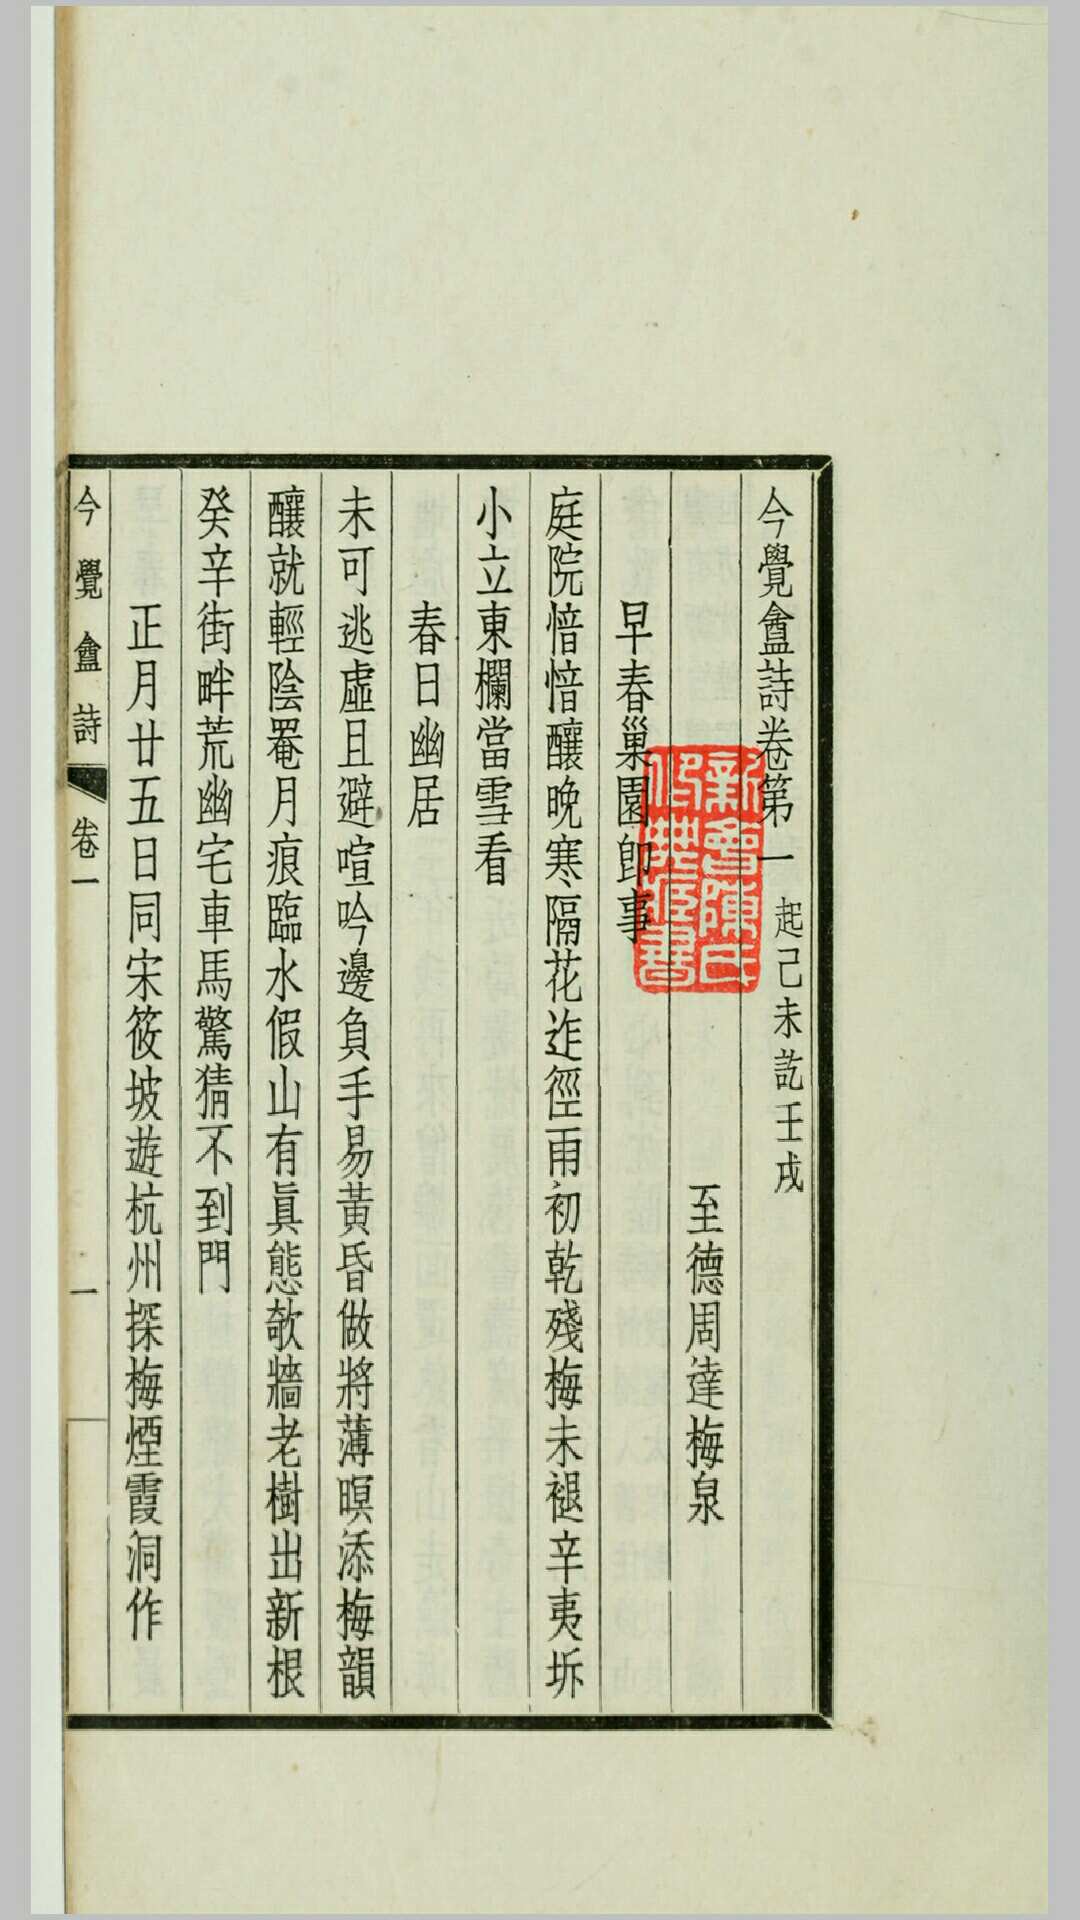 今覺盦詩卷第一 起己未訖壬戌
至德周達梅泉
早春巢園卽事
庭院愔愔釀晚寒隔花迮徑雨初乾殘梅未褪辛夷坼
小立東欄當雪看
春日幽居
未可逃虛且避喧吟邊負手易黃昏做將薄暝添梅韻
釀就輕陰罨月痕臨水假山有眞態欹牆老樹出新根
癸辛街畔荒幽宅車馬驚猜不到門
正月廿五日同宋筱坡遊杭州探梅煙霞洞作
今覺盦詩 卷一 一
新會陳氏